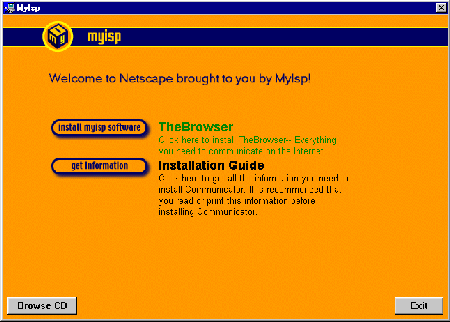 MyIsp
my
myisp
Welcome to Netscape brought to you by MyIsp!
install myisp software
TheBrowser
Click here to install TheBrowser-- Everything
you need to communicate on the Internet
get information
Installation Guide
Click here to get all the information you need to
install Communicator. It is recommended that
you read or print this information before
installing Communicator.
Browse CD
Exit